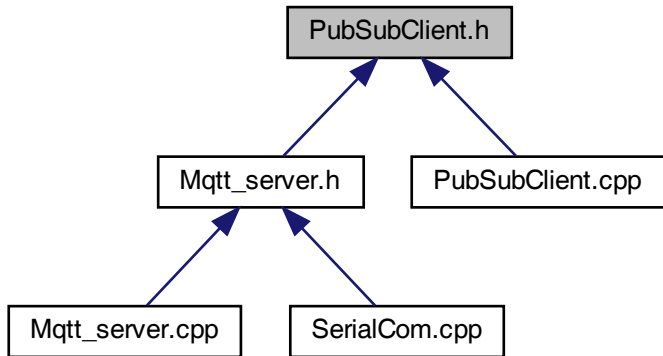 PubSubClient.h
Mqtt_server.h
PubSubClient.cpp
Mqtt_server.cpp
SerialCom.cpp